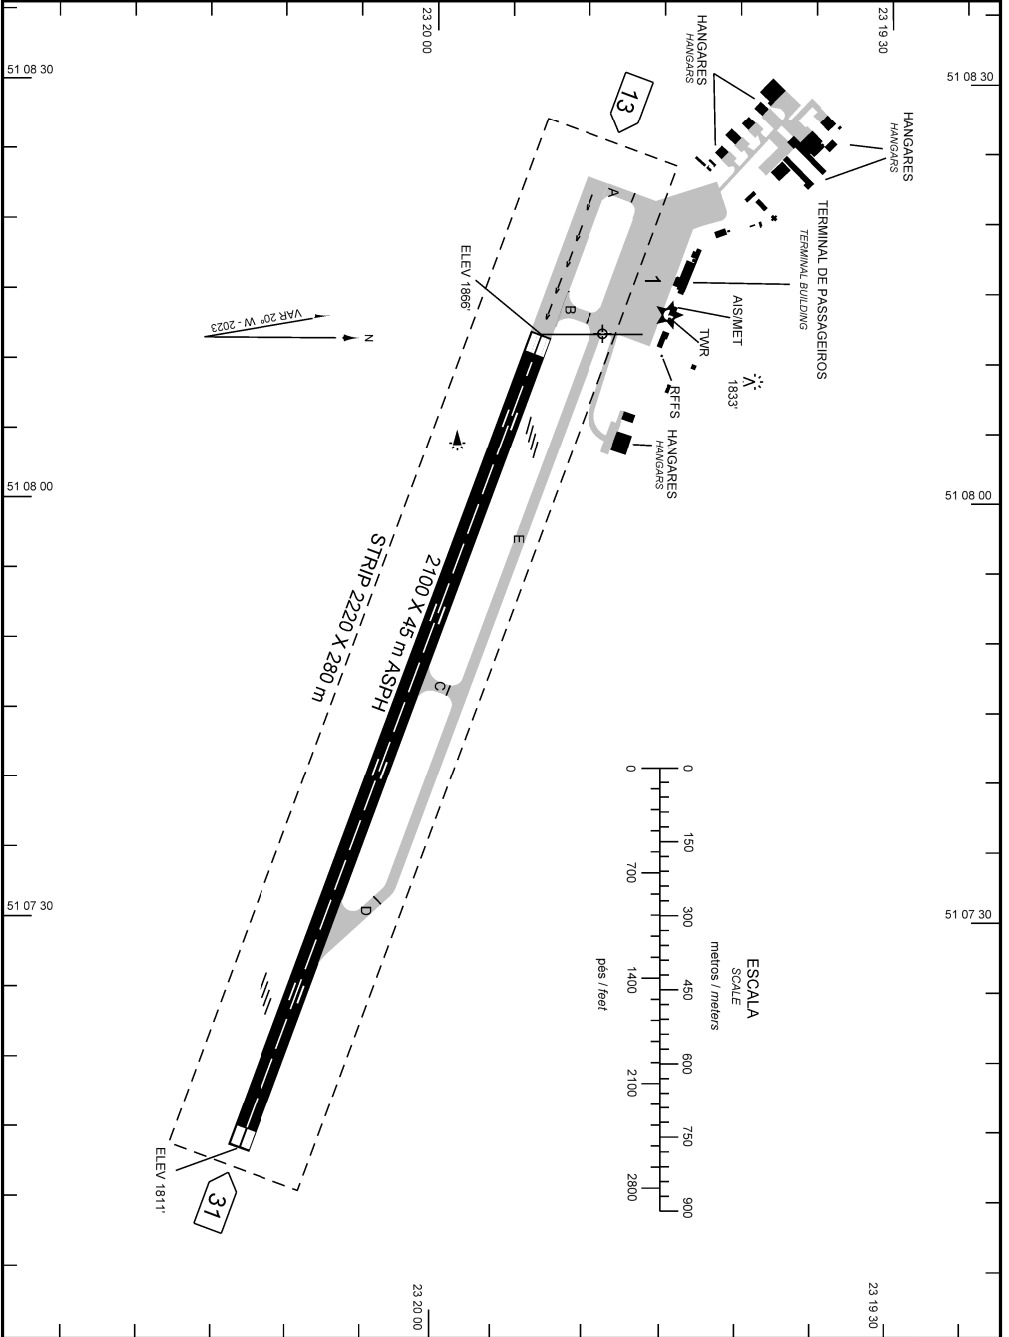 23 20 00
23 19 30
51 08 30
51 08 30
HANGARES
HANGARS
HANGARES
HANGARS
13
A
TERMINAL DE PASSAGEIROS
TERMINAL BUILDING
1
AIS/MET
TWR
B
ELEV 1866'
VAR 20° W - 2023
N
1833'
RFFS
HANGARES
HANGARS
51 08 00
51 08 00
E
2100 X 45 m ASPH
STRIP 2220 X 280 m
C
ESCALA
SCALE
metros / meters
0 150 300 450 600 750 900
0 700 1400 2100 2800
pés / feet
51 07 30
51 07 30
D
ELEV 1811'
31
23 20 00
23 19 30